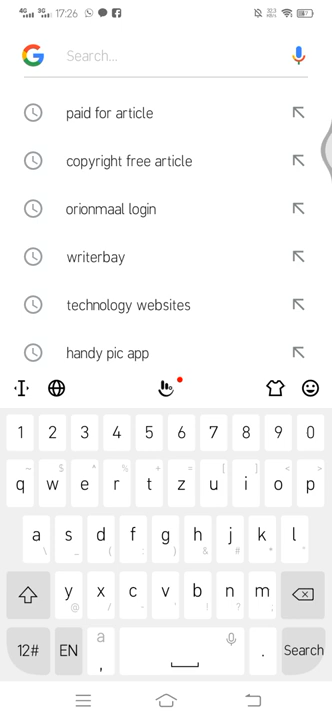 4G 3G 17:26
Search...
paid for article
copyright free article
orionmaal login
writerbay
technology websites
handy pic app
1 2 3 4 5 6 7 8 9 0
q w e r t z u i o p
a s d f g h j k l
y x c v b n m
12# EN a , . Search